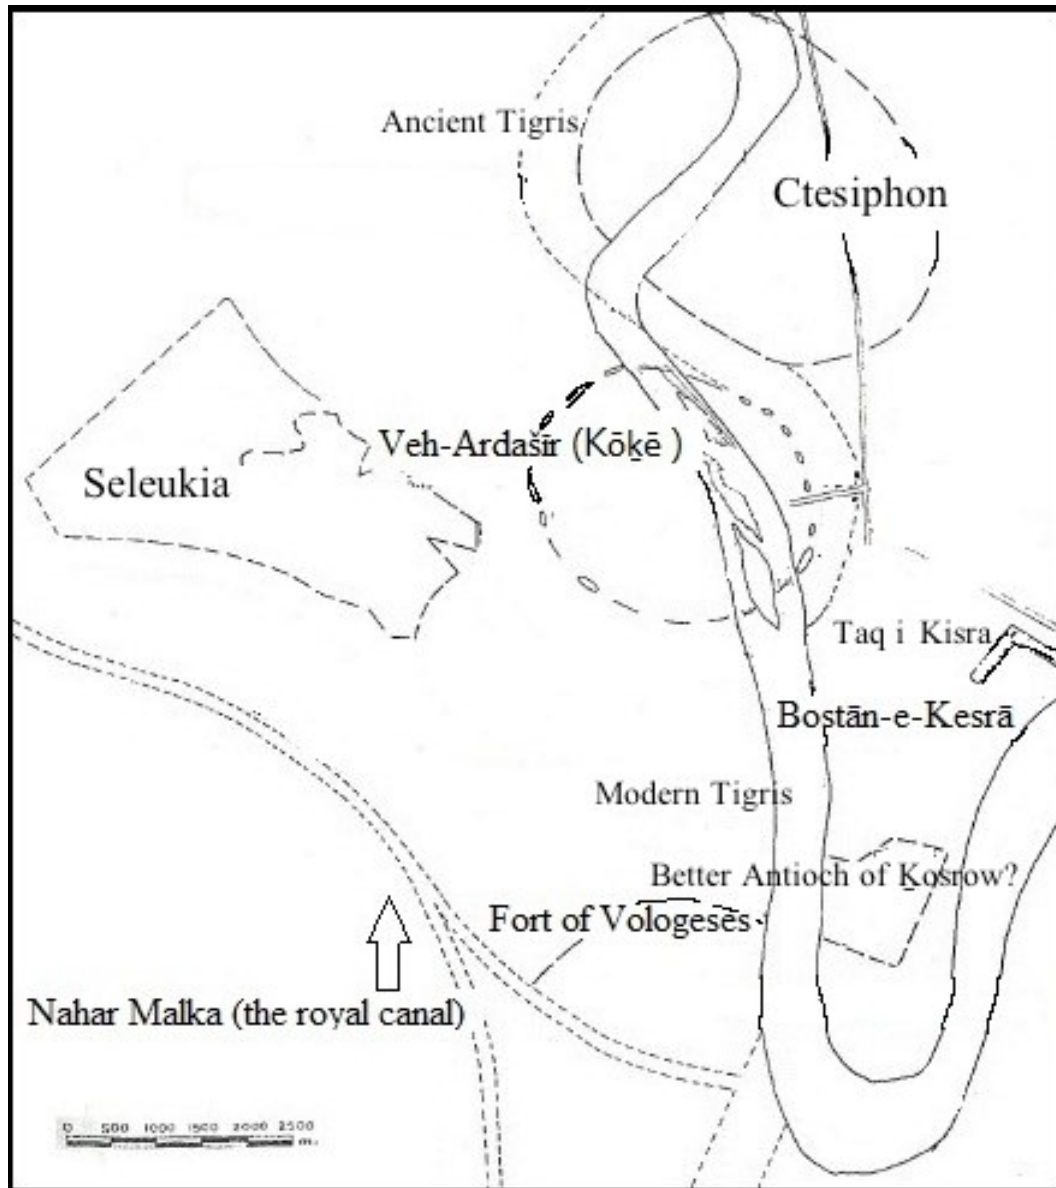 Ancient Tigris
Ctesiphon
Veh-Ardašīr (Kōḵē )
Seleukia
Taq i Kisra
Bostān-e-Kesrā
Modern Tigris
Better Antioch of Ḵosrow?
Fort of Vologeses
Nahar Malka (the royal canal)
0 500 1000 1500 2000 2500
m.